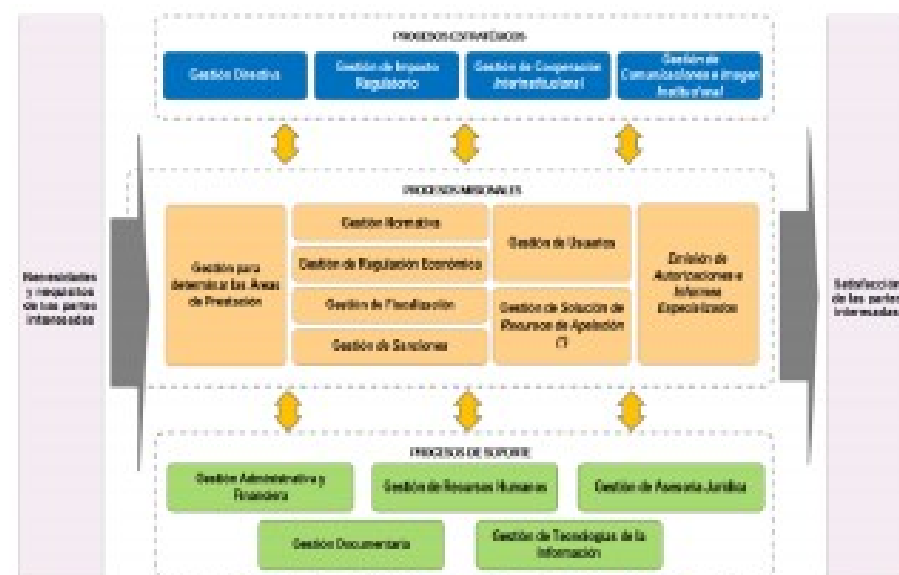 PROCESOS ESTRATÉGICOS
Gestión Directiva
Gestión de Impacto
Regulatorio
Gestión de Cooperación
Interinstitucional
Gestión de
Comunicaciones e Imagen
Institucional
PROCESOS MISIONALES
Necesidades
y requisitos
de las partes
interesadas
Gestión para
determinar las Áreas
de Prestación
Gestión Normativa
Gestión de Regulación Económica
Gestión de Fiscalización
Gestión de Sanciones
Gestión de Usuarios
Gestión de Solución de
Recursos de Apelación
Emisión de
Autorizaciones e
Informes
Especializados
Satisfacción
de las partes
interesadas
PROCESOS DE SOPORTE
Gestión Administrativa y
Financiera
Gestión de Recursos Humanos
Gestión de Asesoría Jurídica
Gestión Documentaria
Gestión de Tecnologías de la
Información